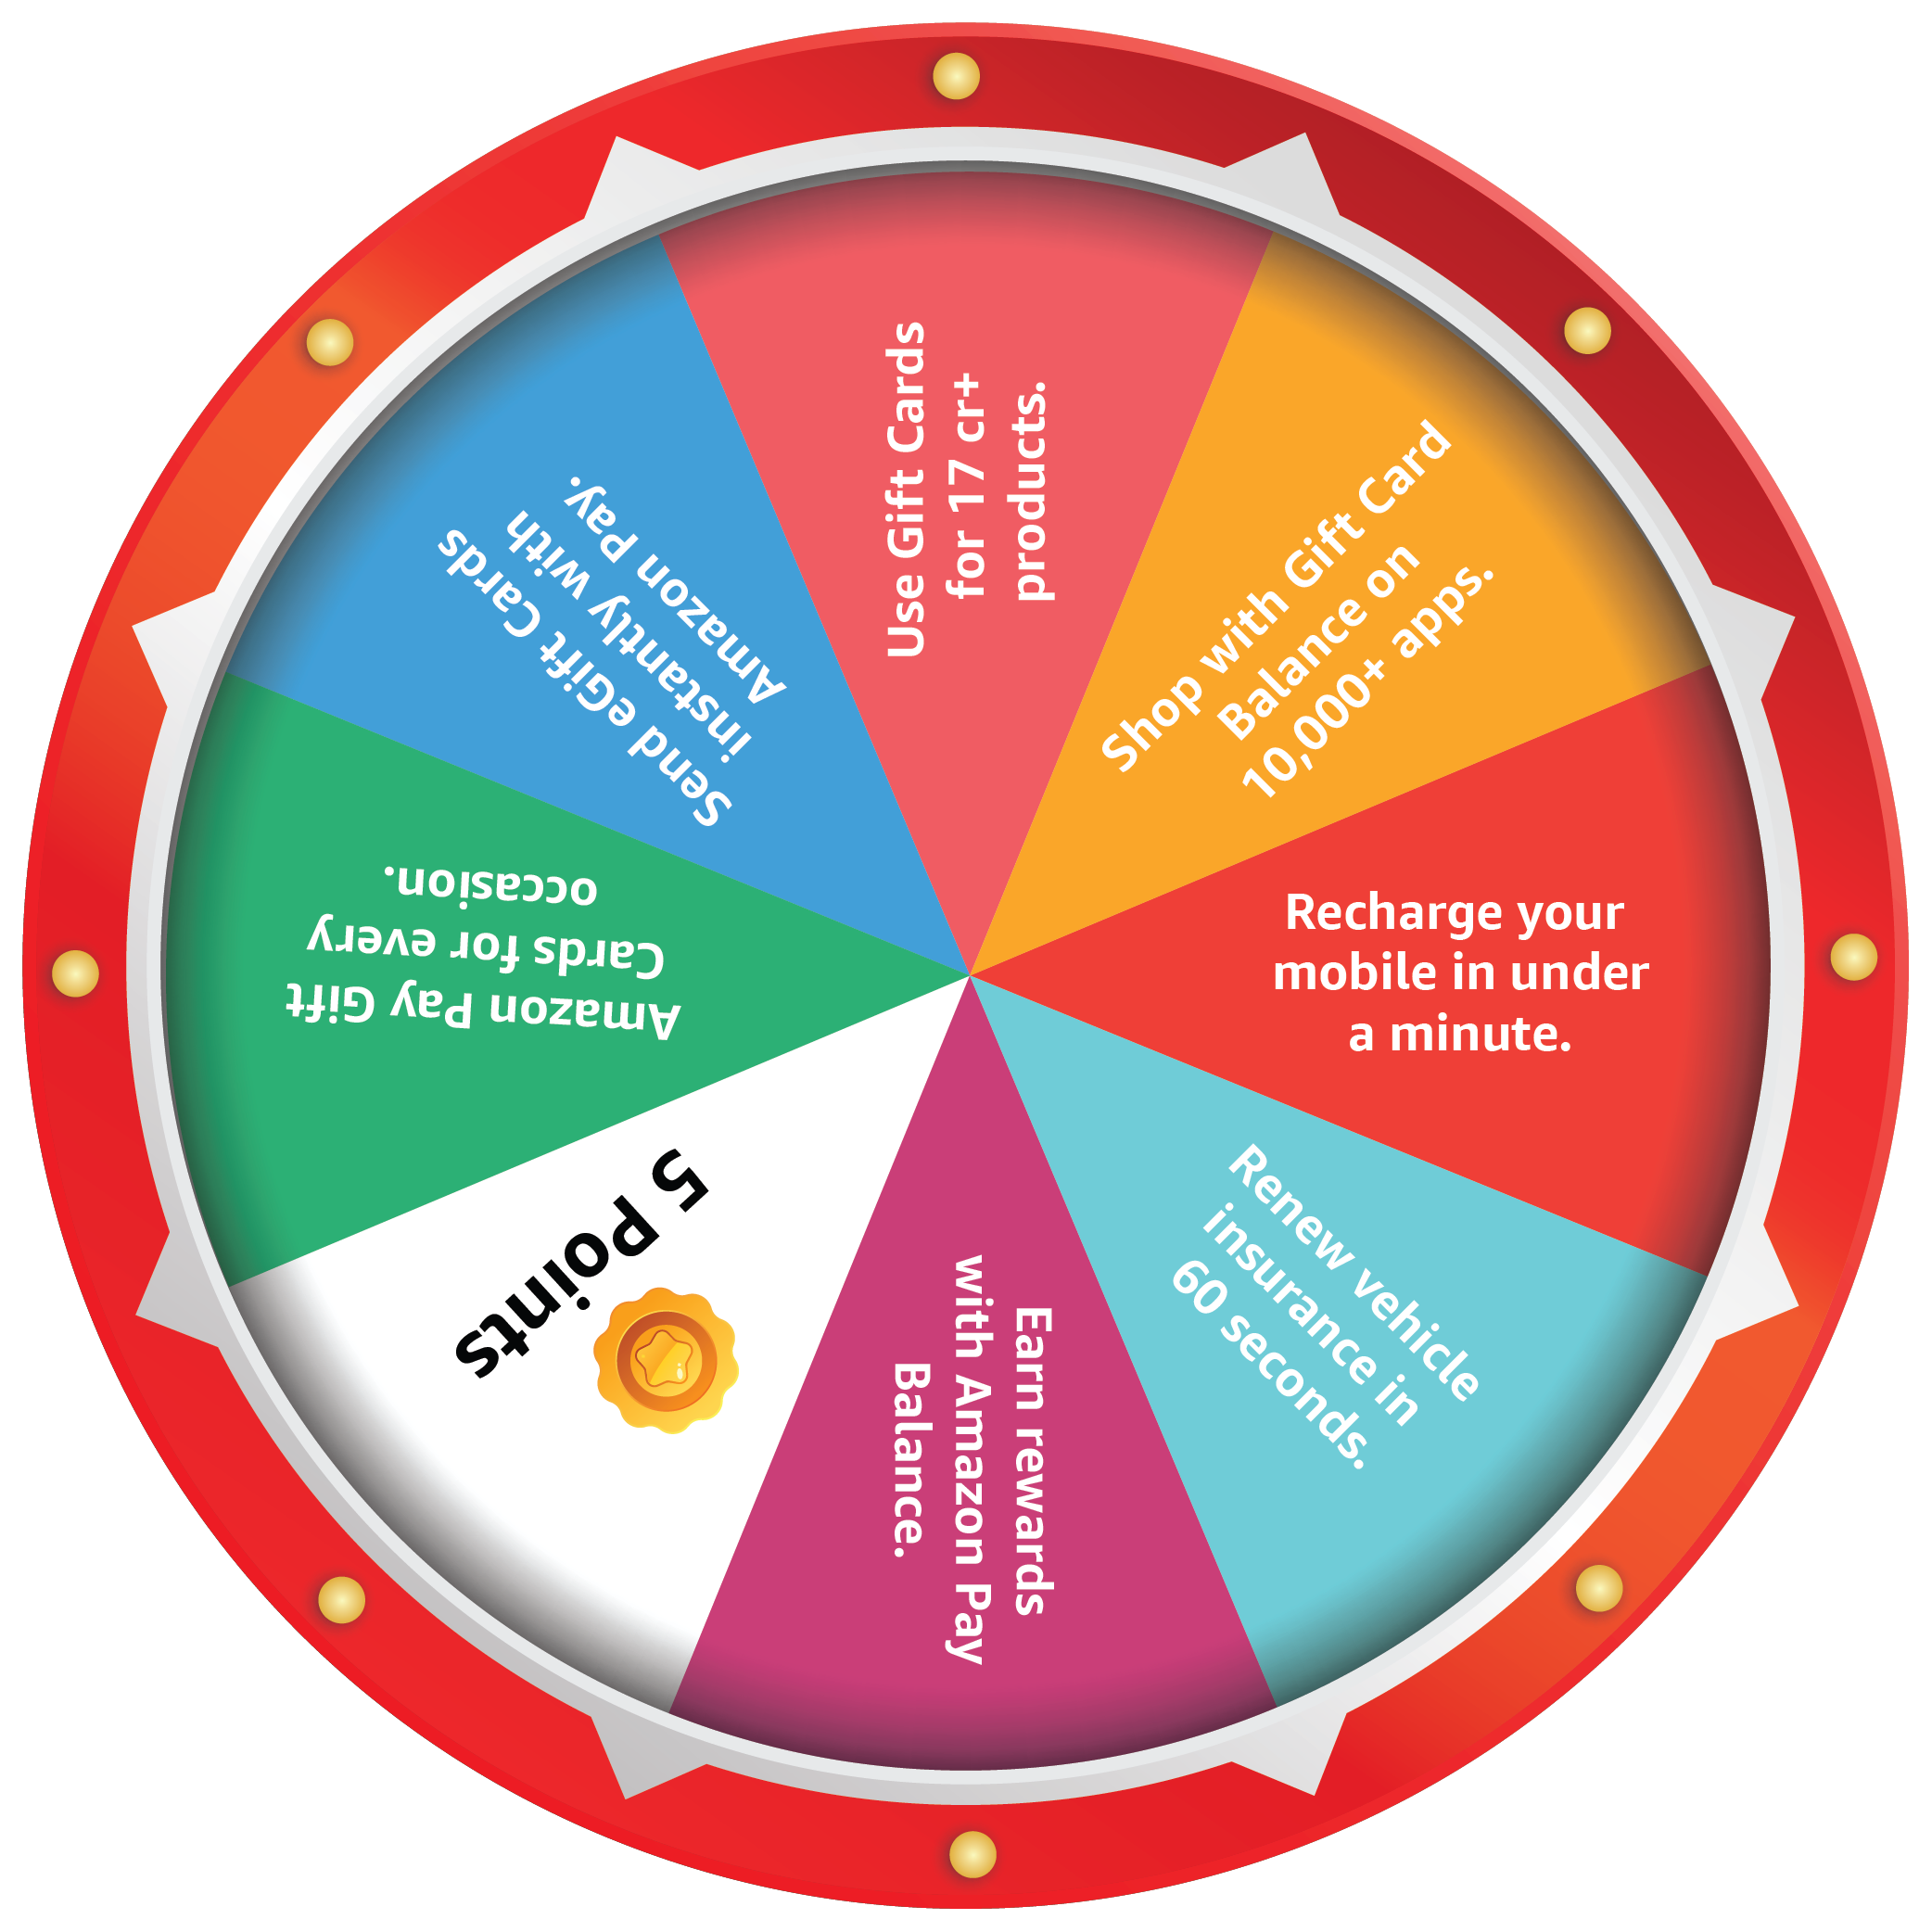 Use Gift Cards
for 17 cr+
products.
Shop with Gift Card
Balance on
10,000+ apps.
Recharge your
mobile in under
a minute.
Renew vehicle
insurance in
60 seconds.
Earn rewards
with Amazon Pay
Balance.
5 Points
Amazon Pay Gift
Cards for every
occasion.
Send eGift Cards
instantly with
Amazon Pay.